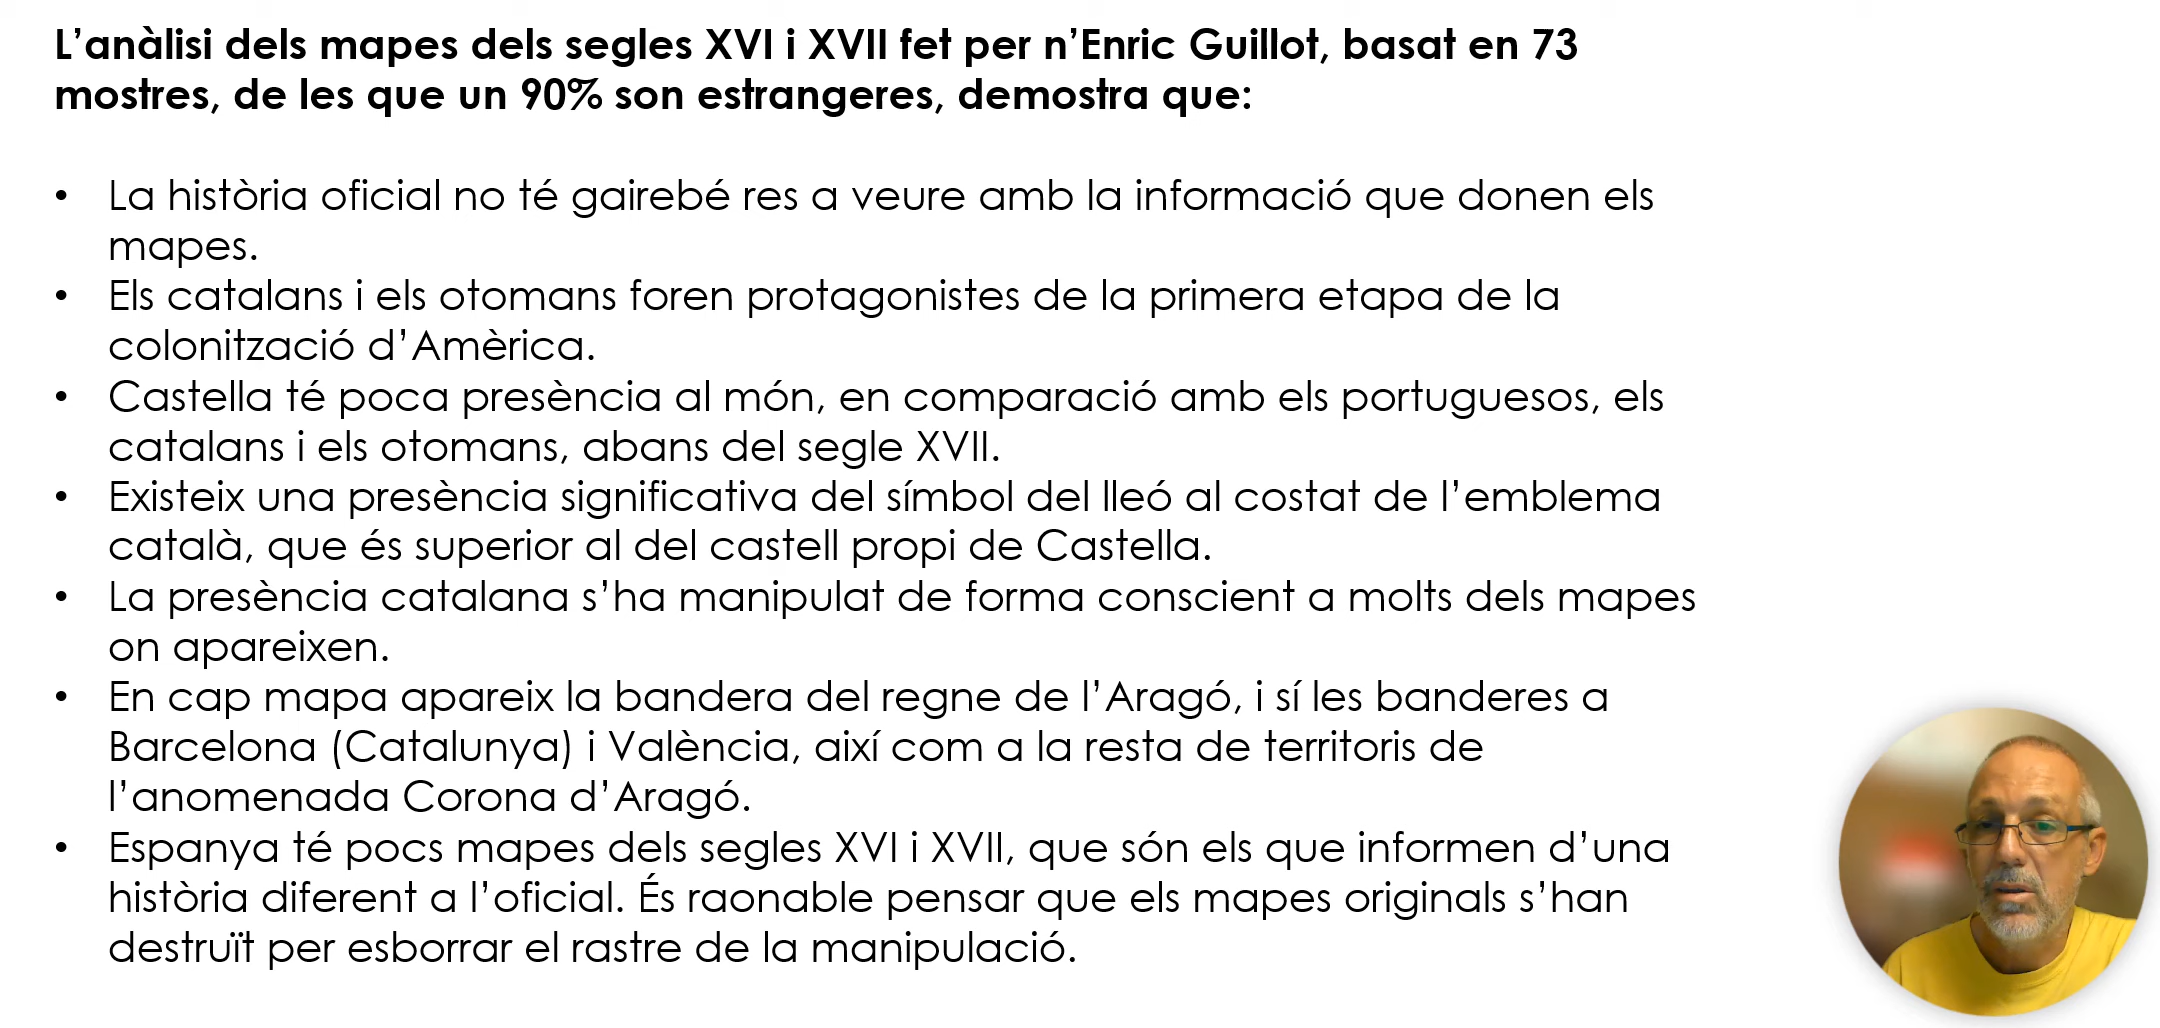 L’anàlisi dels mapes dels segles XVI i XVII fet per n’Enric Guillot, basat en 73
mostres, de les que un 90% son estrangeres, demostra que:
• La història oficial no té gairebé res a veure amb la informació que donen els
mapes.
• Els catalans i els otomans foren protagonistes de la primera etapa de la
colonització d’Amèrica.
• Castella té poca presència al món, en comparació amb els portuguesos, els
catalans i els otomans, abans del segle XVII.
• Existeix una presència significativa del símbol del lleó al costat de l’emblema
català, que és superior al del castell propi de Castella.
• La presència catalana s’ha manipulat de forma conscient a molts dels mapes
on apareixen.
• En cap mapa apareix la bandera del regne de l’Aragó, i sí les banderes a
Barcelona (Catalunya) i València, així com a la resta de territoris de
l’anomenada Corona d’Aragó.
• Espanya té pocs mapes dels segles XVI i XVII, que són els que informen d’una
història diferent a l’oficial. És raonable pensar que els mapes originals s’han
destruït per esborrar el rastre de la manipulació.